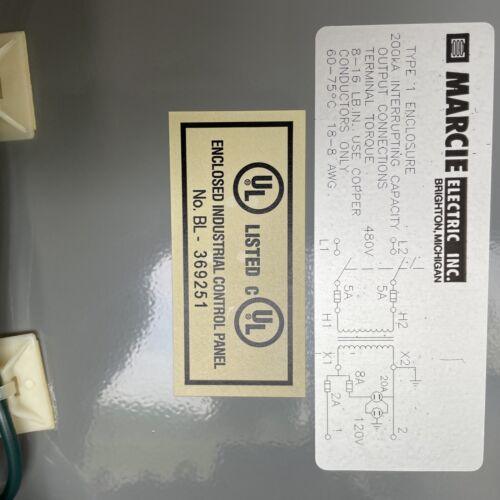 MARCIE ELECTRIC INC.
BRIGHTON, MICHIGAN
TYPE 1 ENCLOSURE
200kA INTERRUPTING CAPACITY
OUTPUT CONNECTIONS
TERMINAL TORQUE
8-16 LB.IN. USE COPPER
CONDUCTORS ONLY
60-75°C 18-8 AWG
480V
L1
L2
5A
5A
H1
H2
X1
X2
20A
8A
2A
120V
1
2
UL LISTED C UL
ENCLOSED INDUSTRIAL CONTROL PANEL
No. BL - 369251